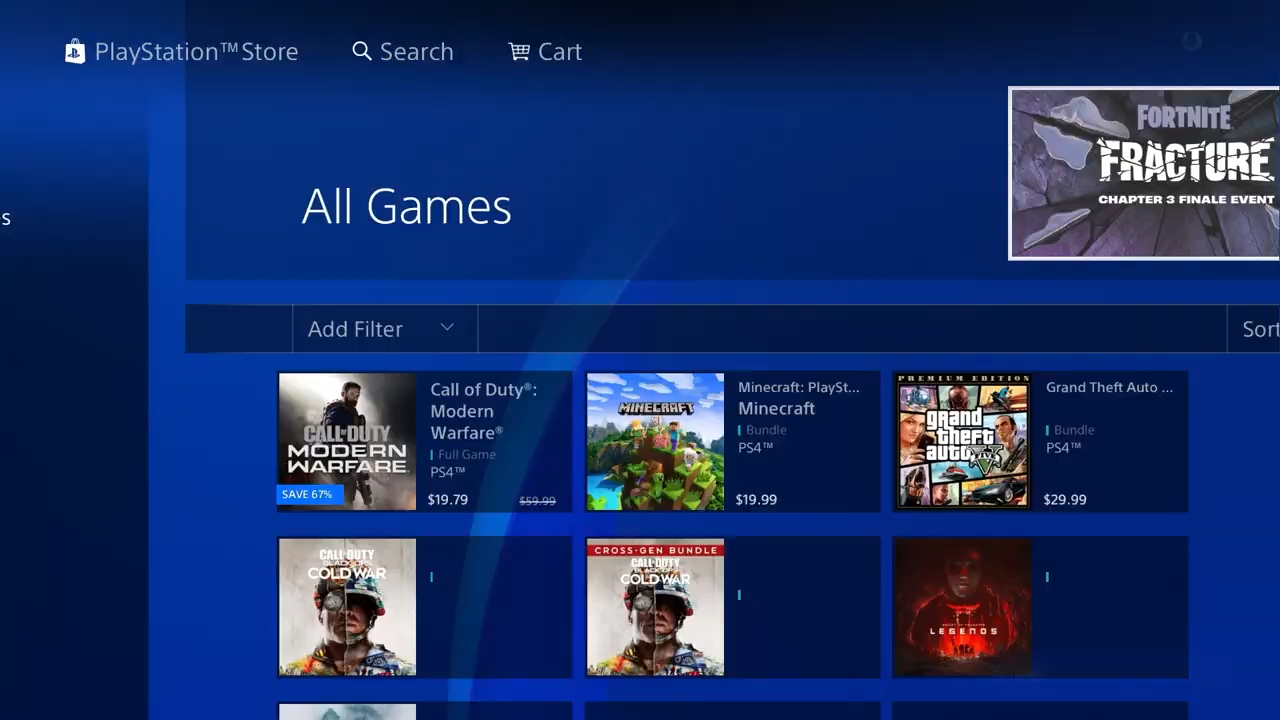 PlayStation™Store
Search
Cart
FORTNITE
FRACTURE
CHAPTER 3 FINALE EVENT
s
All Games
Add Filter
Sort
CALL OF DUTY
MODERN
WARFARE
SAVE 67%
Call of Duty®:
Modern
Warfare®
Full Game
PS4™
$19.79
$59.99
MINECRAFT
Minecraft: PlaySt...
Minecraft
Bundle
PS4™
$19.99
PREMIUM EDITION
grand
theft
auto
V
FIVE
Grand Theft Auto ...
Bundle
PS4™
$29.99
CALL OF DUTY
BLACK OPS
COLD WAR
CROSS-GEN BUNDLE
CALL OF DUTY
BLACK OPS
COLD WAR
LEGENDS